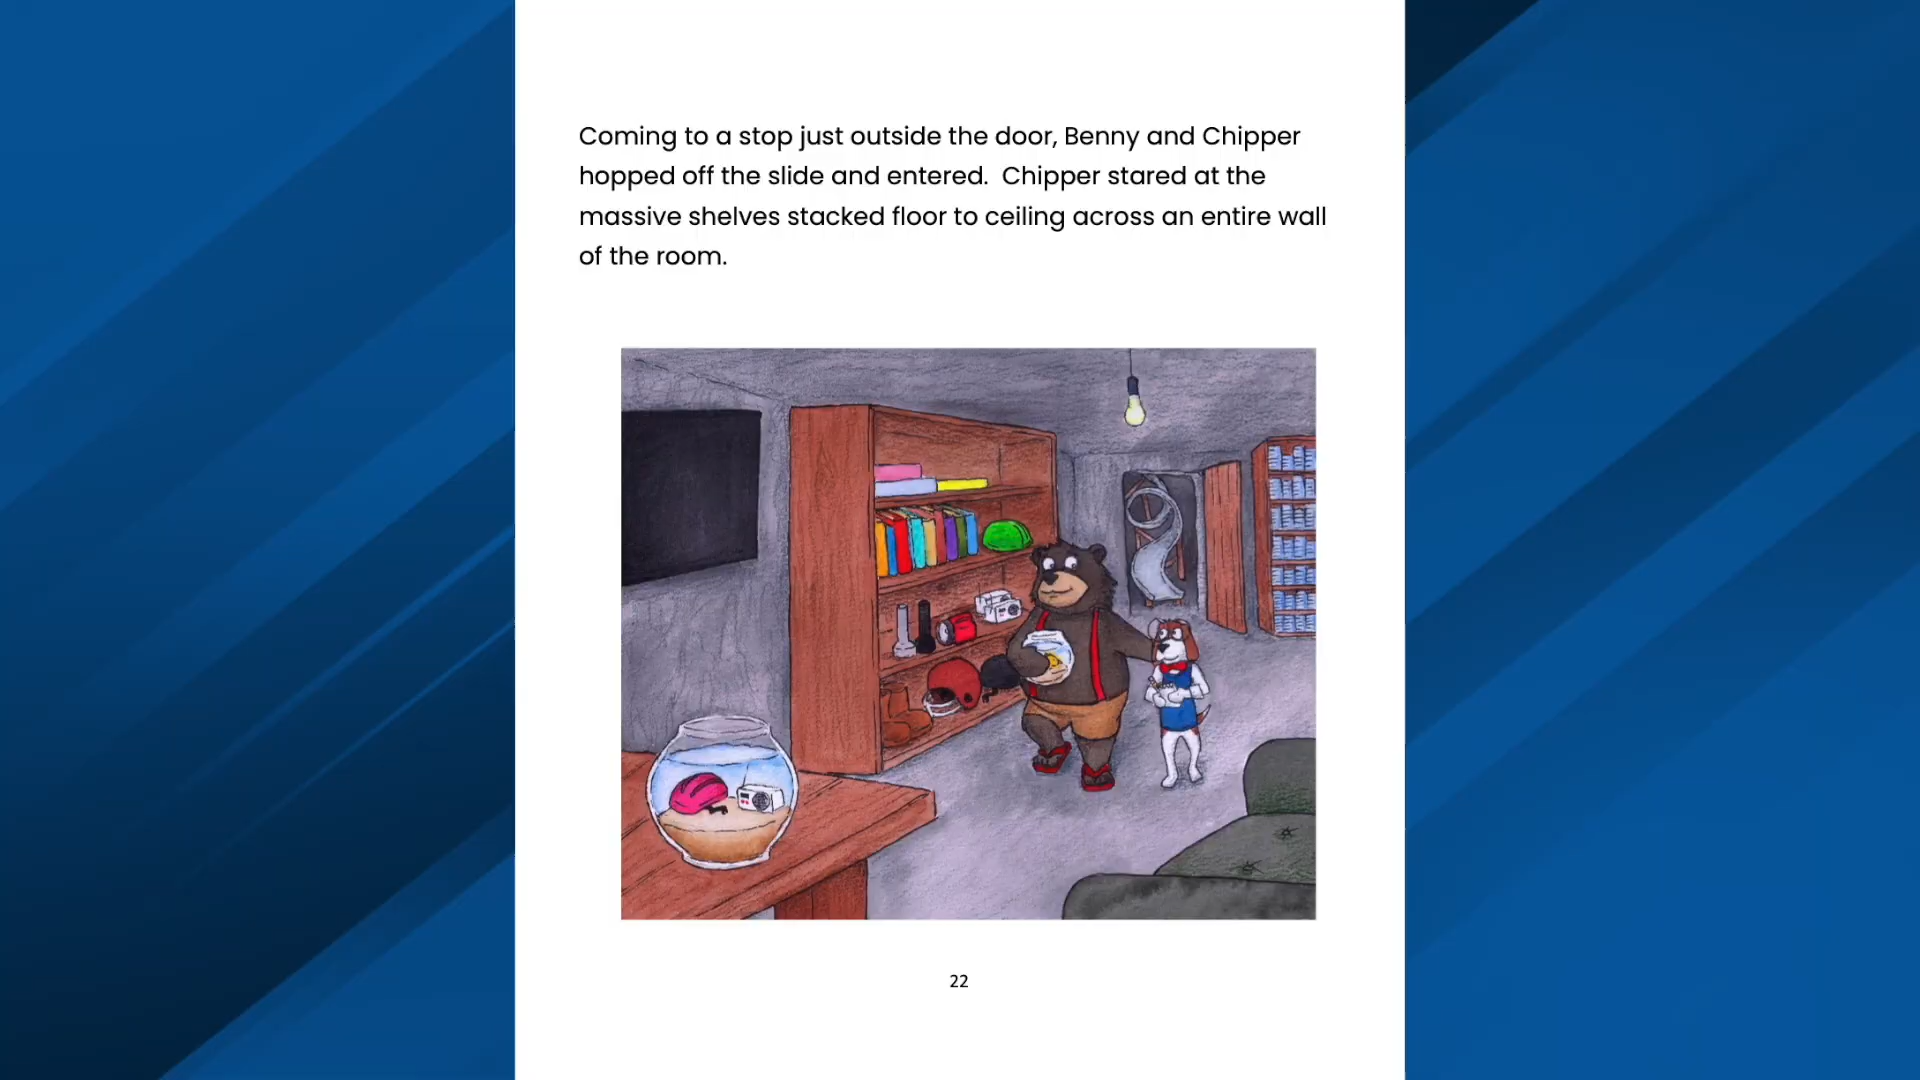 Coming to a stop just outside the door, Benny and Chipper
hopped off the slide and entered.  Chipper stared at the
massive shelves stacked floor to ceiling across an entire wall
of the room.
22